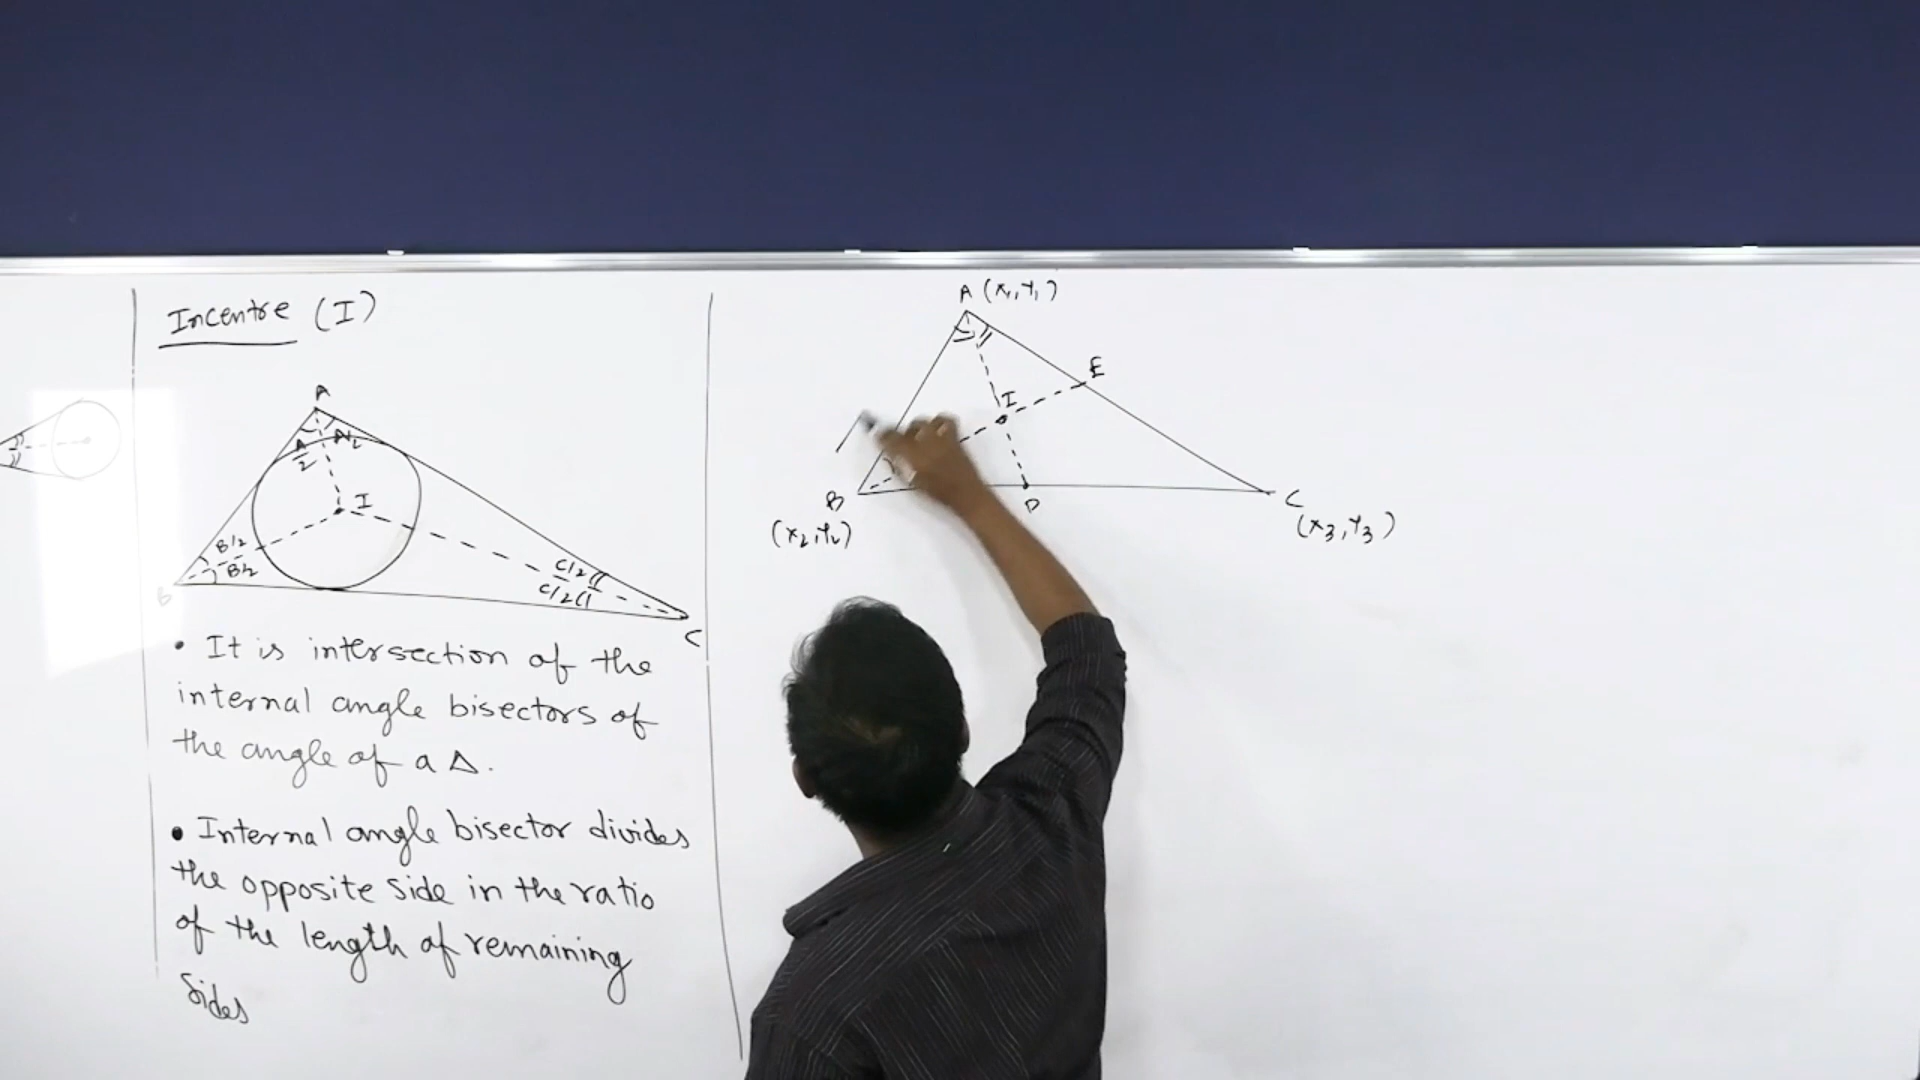 Incentre (I)
A
A/2 A/2
I
B/2
B/2
C/2
C/2
B
C
• It is intersection of the
internal angle bisectors of
the angle of a Δ.
• Internal angle bisector divides
the opposite side in the ratio
of the length of remaining
sides
A (x₁, y₁)
E
I
B
D
C
(x₂, y₂)
(x₃, y₃)